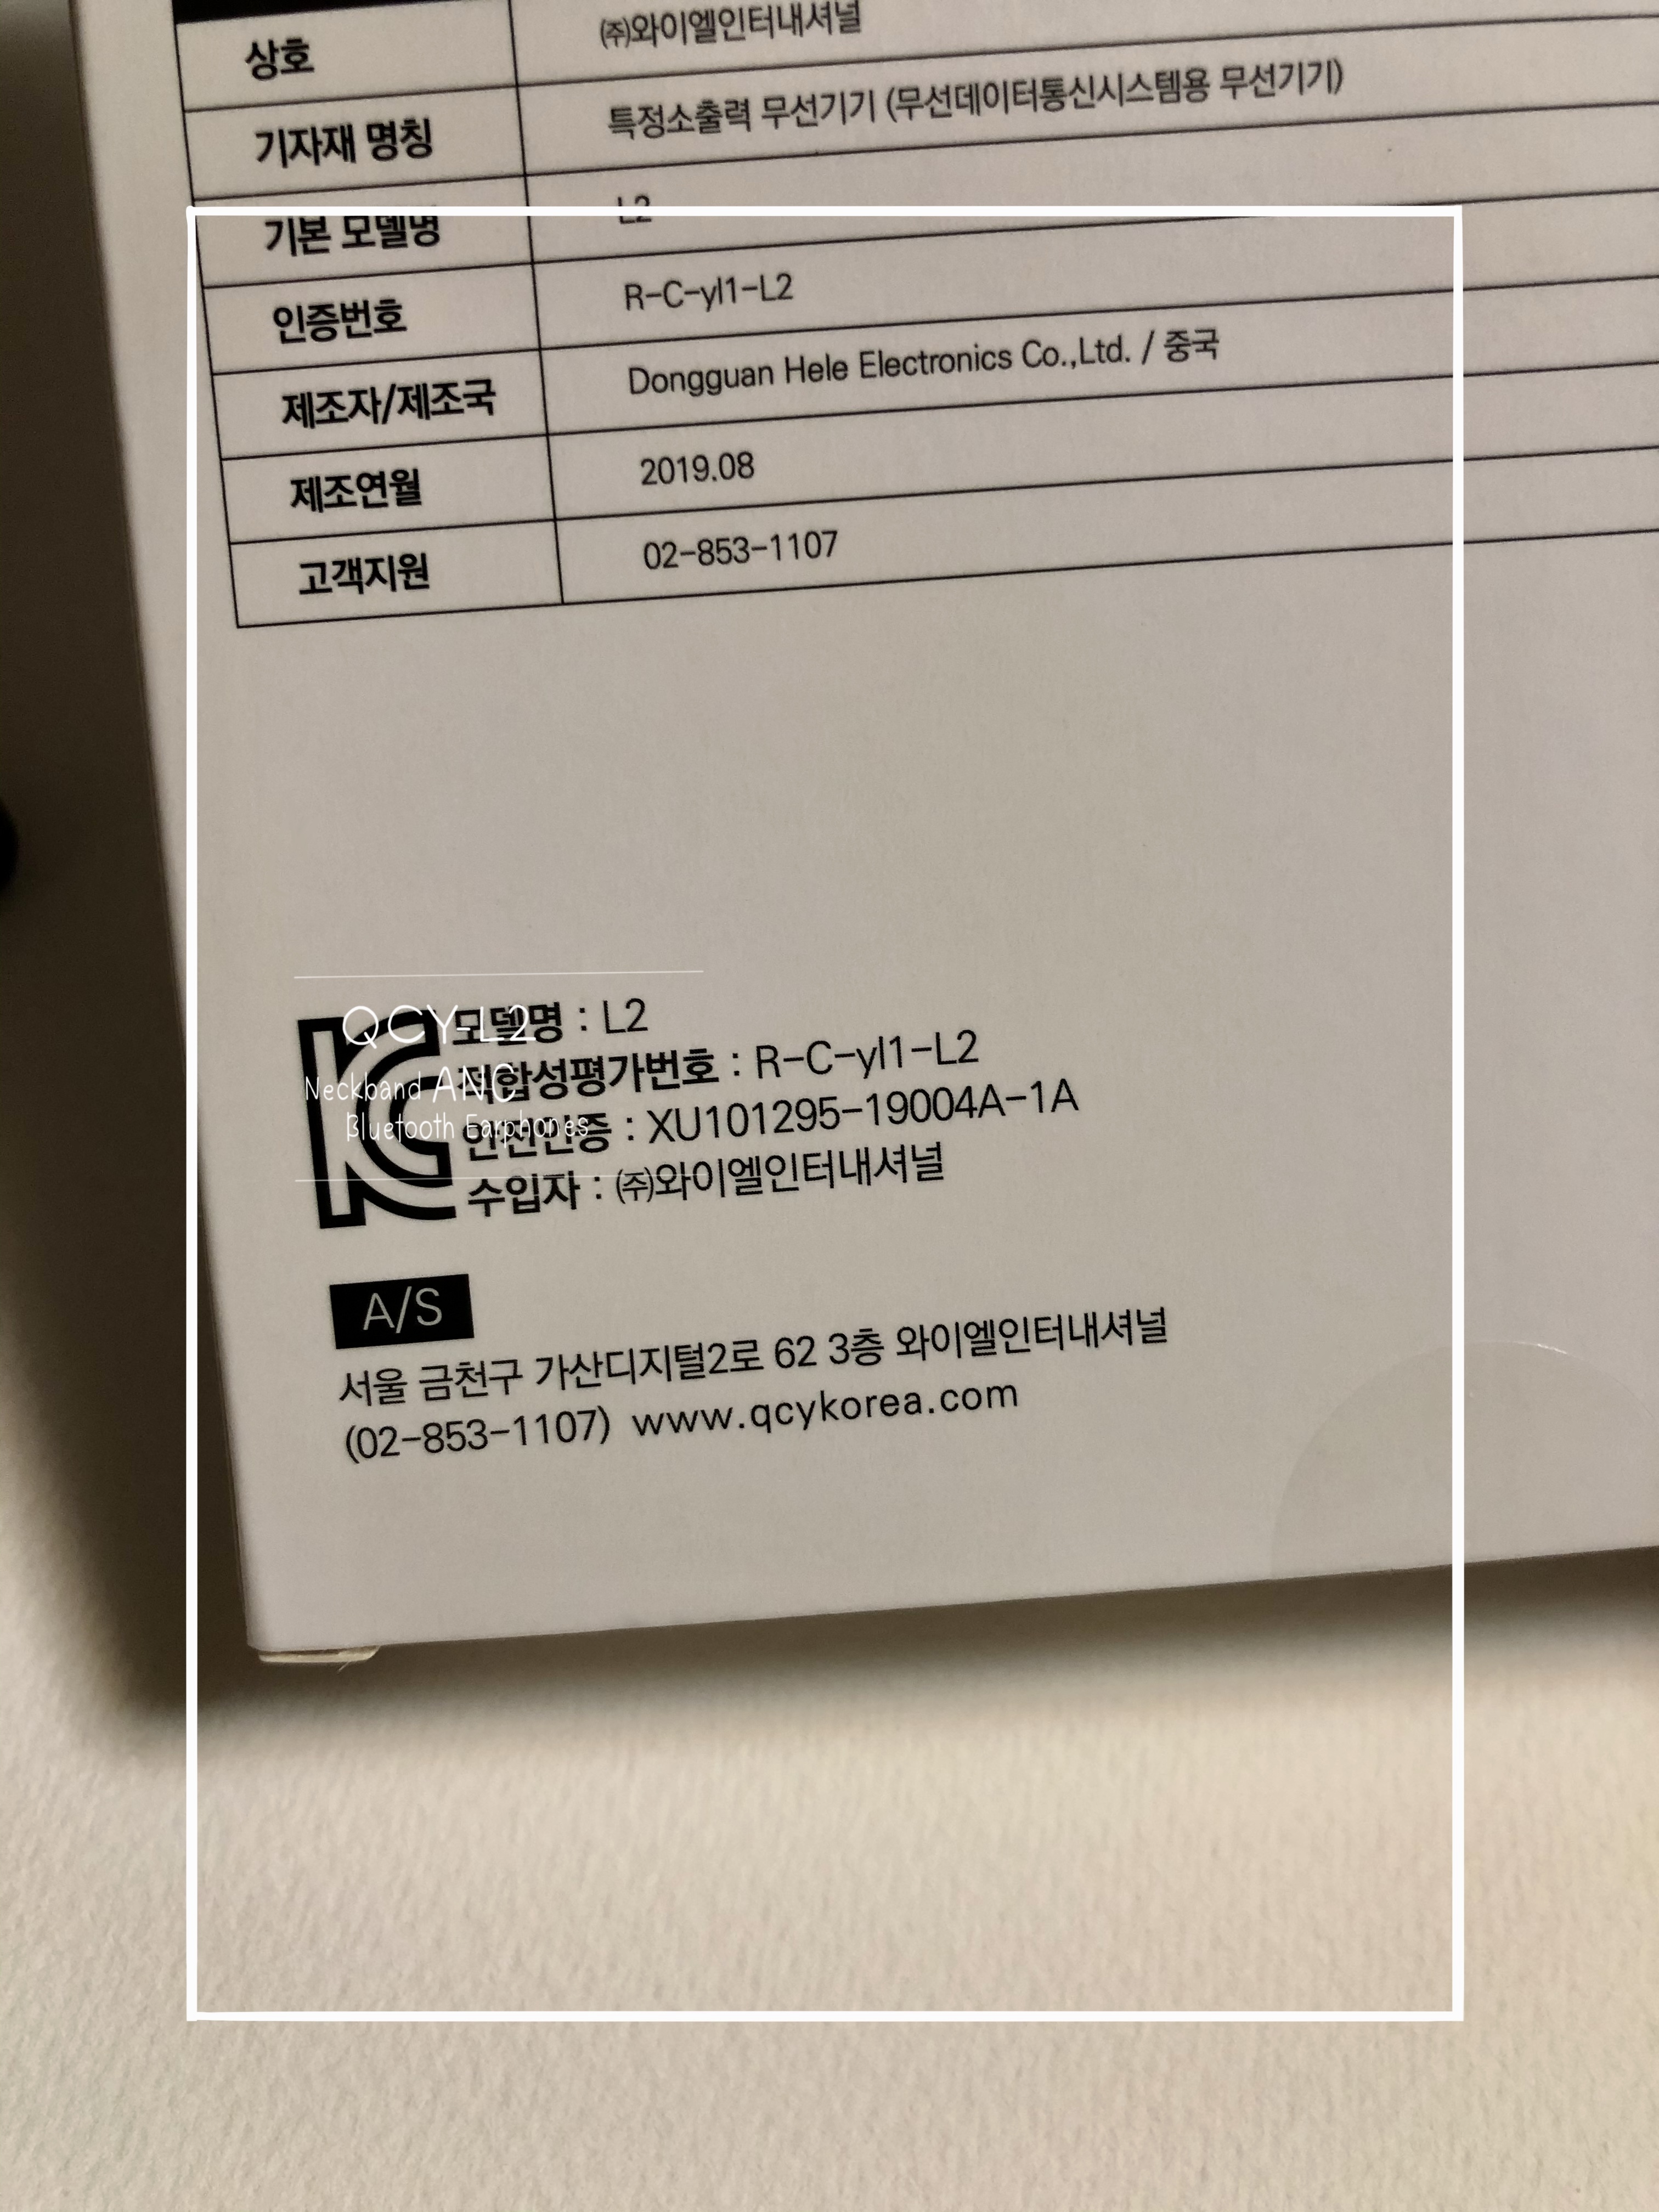 상호 ㈜와이엘인터내셔널
기자재 명칭 특정소출력 무선기기 (무선데이터통신시스템용 무선기기)
기본 모델명 L2
인증번호 R-C-yl1-L2
제조자/제조국 Dongguan Hele Electronics Co.,Ltd. / 중국
제조연월 2019.08
고객지원 02-853-1107
QCY-L2
Neckband ANC
Bluetooth Earphones
모델명 : L2
적합성평가번호 : R-C-yl1-L2
안전인증 : XU101295-19004A-1A
수입자 : ㈜와이엘인터내셔널
A/S
서울 금천구 가산디지털2로 62 3층 와이엘인터내셔널
(02-853-1107) www.qcykorea.com